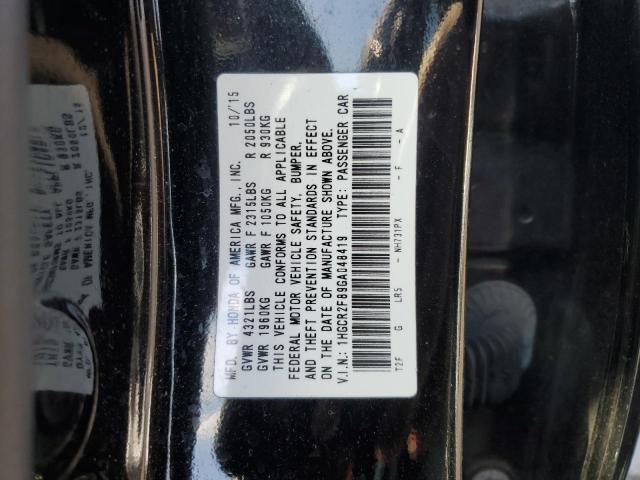 MFD. BY HONDA OF AMERICA MFG., INC. 10/'15
GVWR 4321LBS GAWR F 2315LBS R 2050LBS
GVWR 1960KG GAWR F 1050KG R 930KG
THIS VEHICLE CONFORMS TO ALL APPLICABLE
FEDERAL MOTOR VEHICLE SAFETY, BUMPER,
AND THEFT PREVENTION STANDARDS IN EFFECT
ON THE DATE OF MANUFACTURE SHOWN ABOVE.
V.I.N.: 1HGCR2F89GA048419 TYPE: PASSENGER CAR
T2F G LR5 - NH731PX - F - A